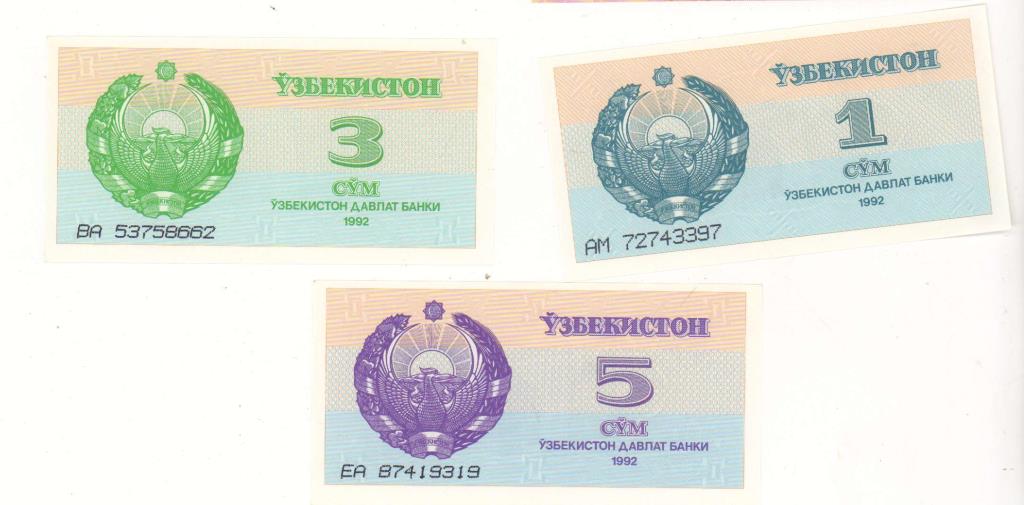 ЎЗБЕКИСТОН
3
СЎМ
ЎЗБЕКИСТОН ДАВЛАТ БАНКИ
1992
ВА 53758662
ЎЗБЕКИСТОН
1
СЎМ
ЎЗБЕКИСТОН ДАВЛАТ БАНКИ
1992
АМ 72743397
ЎЗБЕКИСТОН
5
СЎМ
ЎЗБЕКИСТОН ДАВЛАТ БАНКИ
1992
ЕА 87419319